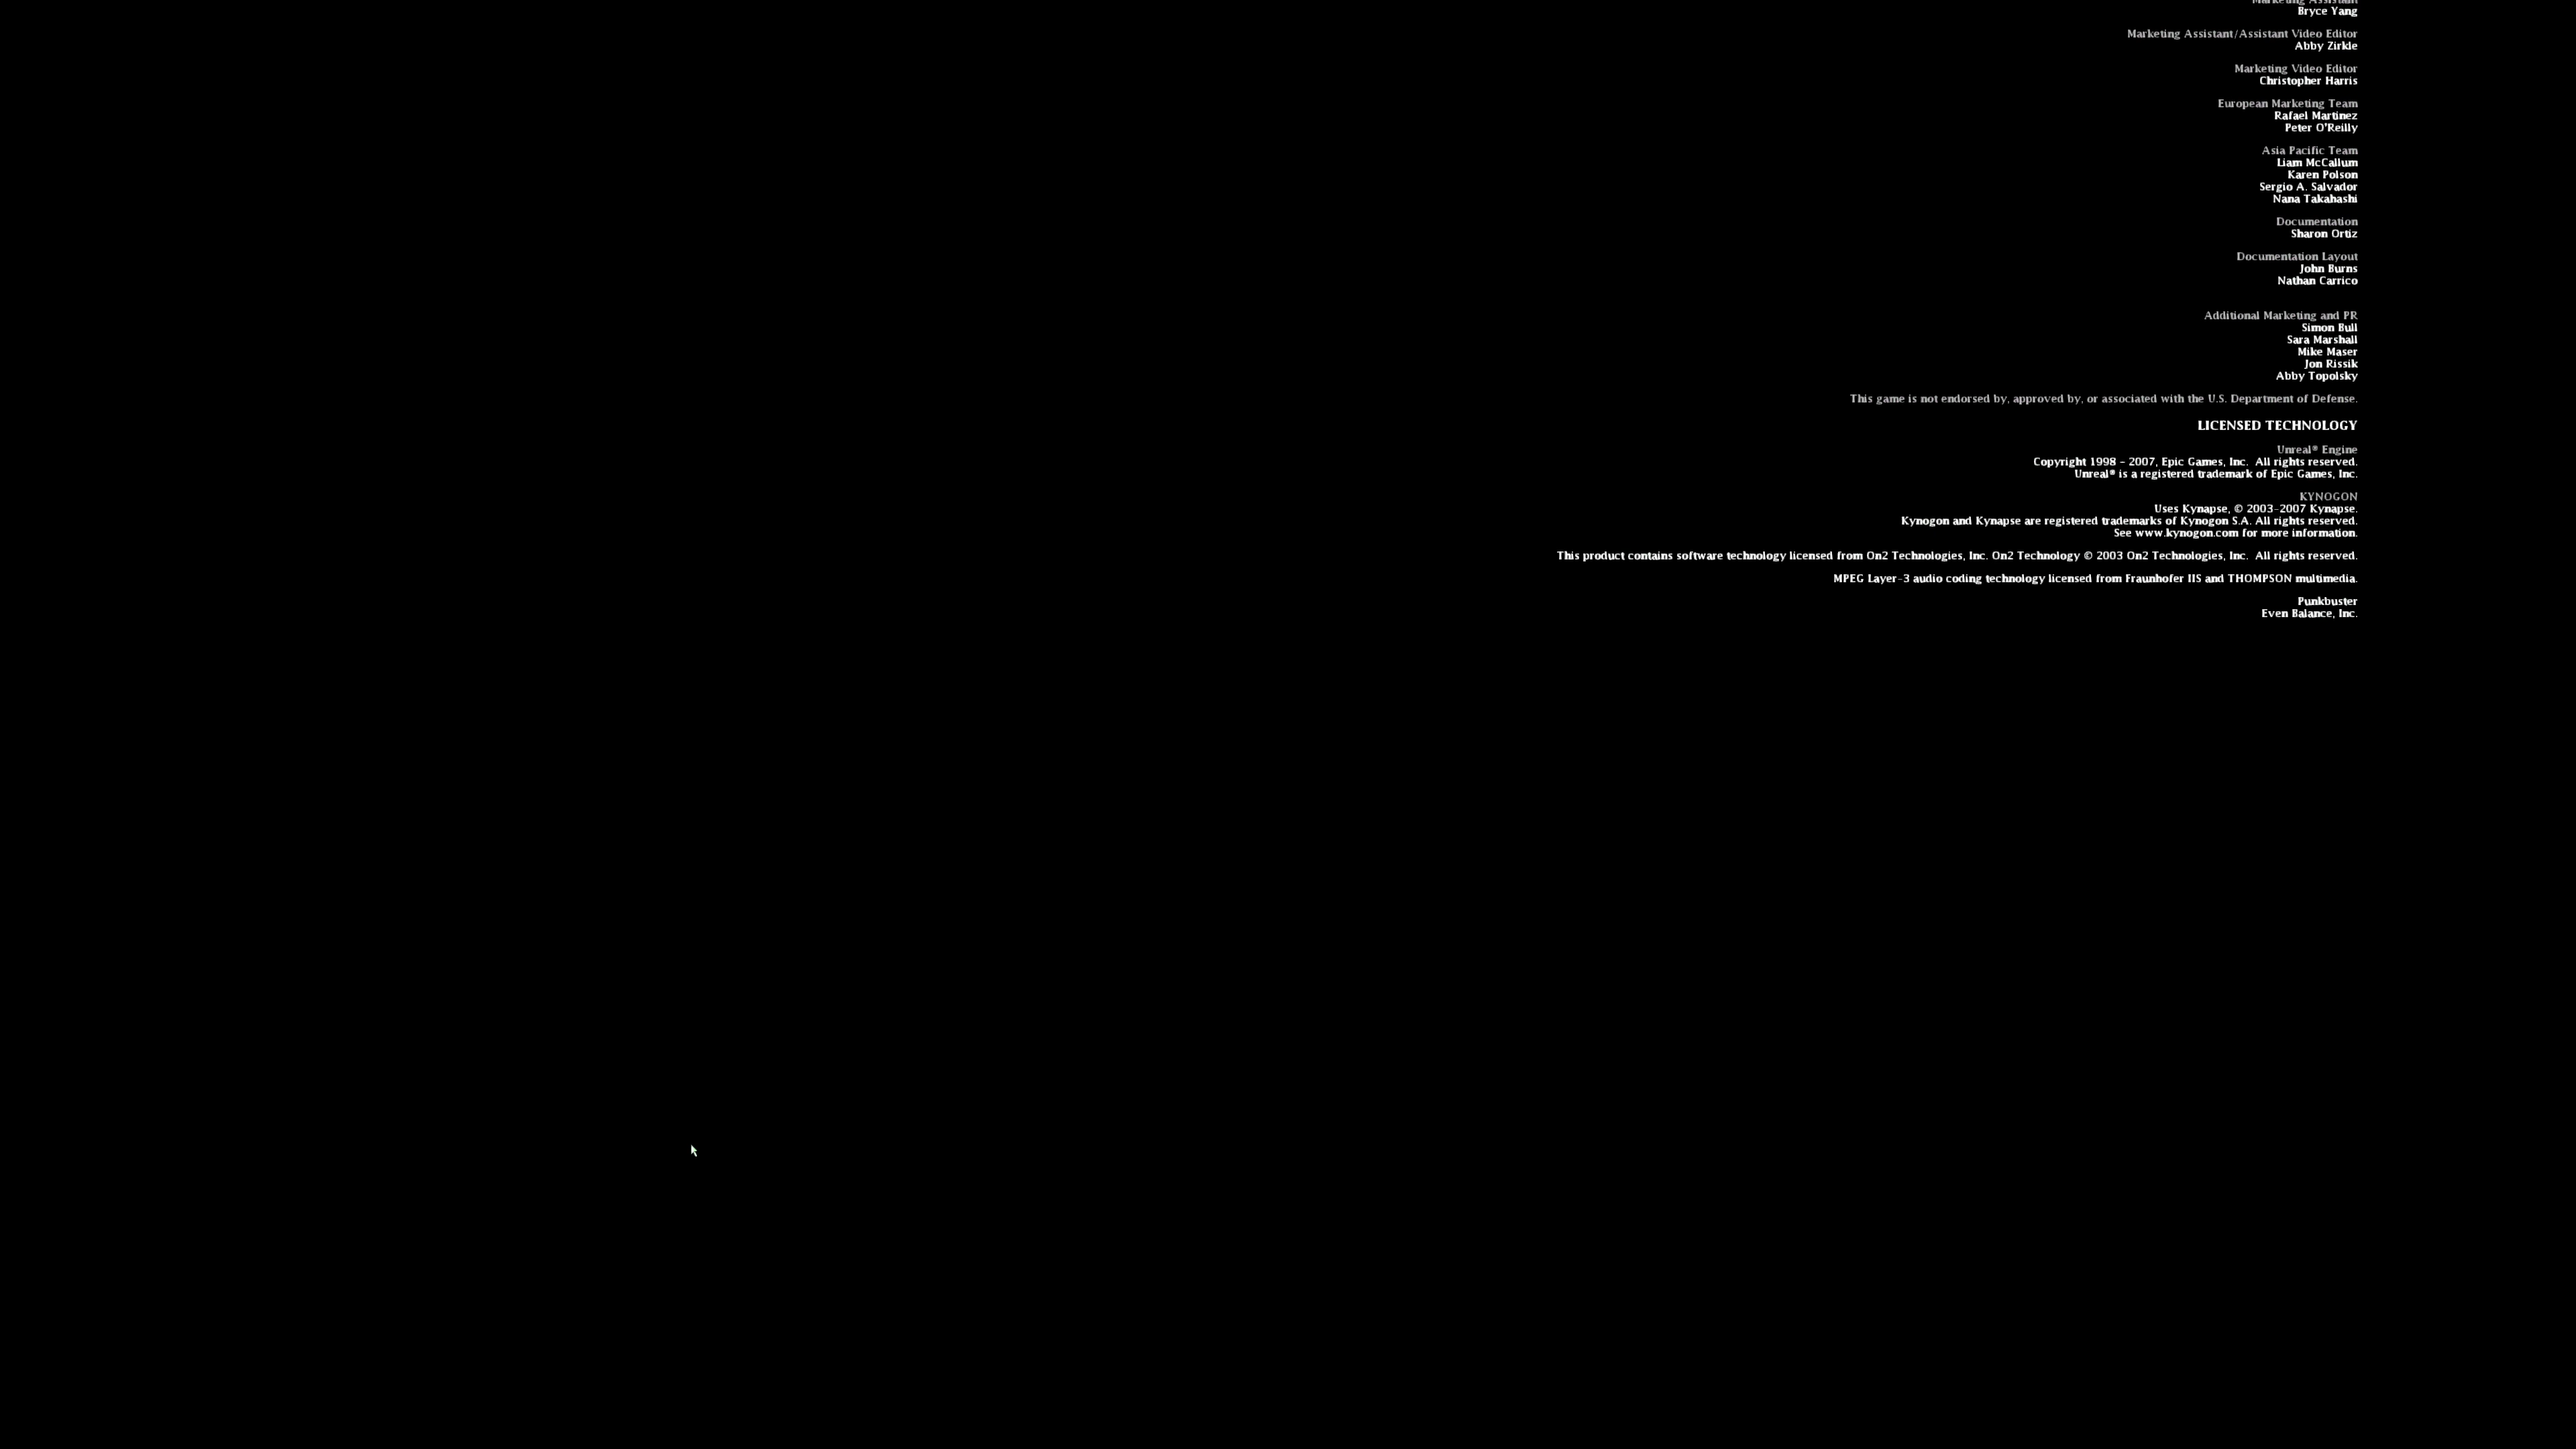 Marketing Assistant
Bryce Yang
Marketing Assistant/Assistant Video Editor
Abby Zirkle
Marketing Video Editor
Christopher Harris
European Marketing Team
Rafael Martinez
Peter O'Reilly
Asia Pacific Team
Liam McCallum
Karen Polson
Sergio A. Salvador
Nana Takahashi
Documentation
Sharon Ortiz
Documentation Layout
John Burns
Nathan Carrico
Additional Marketing and PR
Simon Bull
Sara Marshall
Mike Maser
Jon Rissik
Abby Topolsky
This game is not endorsed by, approved by, or associated with the U.S. Department of Defense.
LICENSED TECHNOLOGY
Unreal® Engine
Copyright 1998 - 2007, Epic Games, Inc. All rights reserved.
Unreal® is a registered trademark of Epic Games, Inc.
KYNOGON
Uses Kynapse, © 2003-2007 Kynapse.
Kynogon and Kynapse are registered trademarks of Kynogon S.A. All rights reserved.
See www.kynogon.com for more information.
This product contains software technology licensed from On2 Technologies, Inc. On2 Technology © 2003 On2 Technologies, Inc. All rights reserved.
MPEG Layer-3 audio coding technology licensed from Fraunhofer IIS and THOMPSON multimedia.
Punkbuster
Even Balance, Inc.